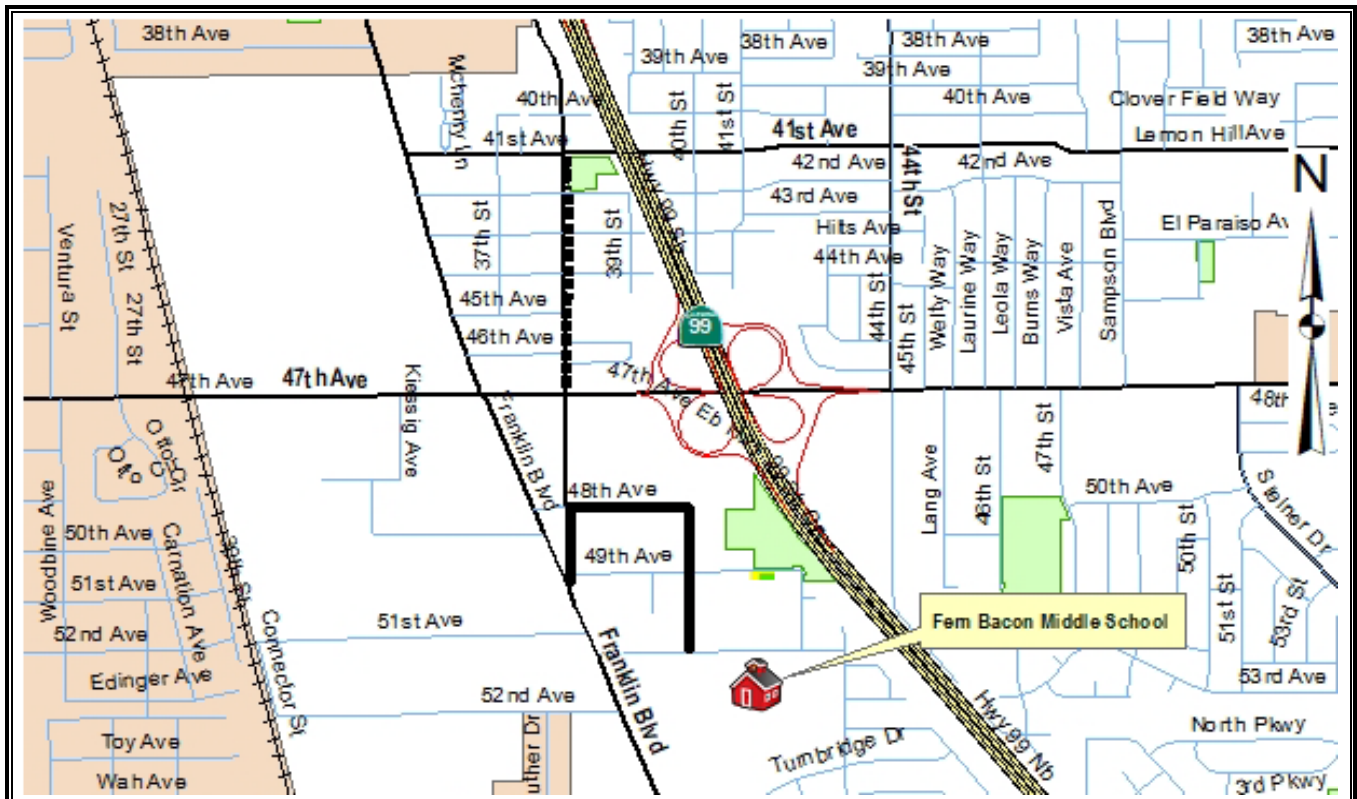 38th Ave
38th Ave
38th Ave
38th Ave
39th Ave
39th Ave
Mchenry Ln
40th Ave
40th St
41st St
40th Ave
Clover Field Way
41st Ave
41st Ave
Lemon Hill Ave
42nd Ave
42nd Ave
44th St
N
43rd Ave
27th St
37th St
39th St
Hilts Ave
El Paraiso Av
44th Ave
Ventura St
27th St
45th Ave
46th Ave
99
44th St
45th St
Welty Way
Laurine Way
Leola Way
Burns Way
Vista Ave
Sampson Blvd
47th Ave
47th Ave
47th Ave Eb
Kiessig Ave
Franklin Blvd
48th
48th Ave
Lang Ave
46th St
47th St
50th Ave
50th St
Steiner Dr
Woodbine Ave
50th Ave
Carnation Ave
49th Ave
51st Ave
51st Ave
52nd Ave
Connector St
Franklin Blvd
Fern Bacon Middle School
51st St
53rd St
Edinger Ave
52nd Ave
53rd Ave
Hwy 99 Nb
North Pkwy
Toy Ave
uther Dr
Turnbridge Dr
Wah Ave
3rd Pkwy